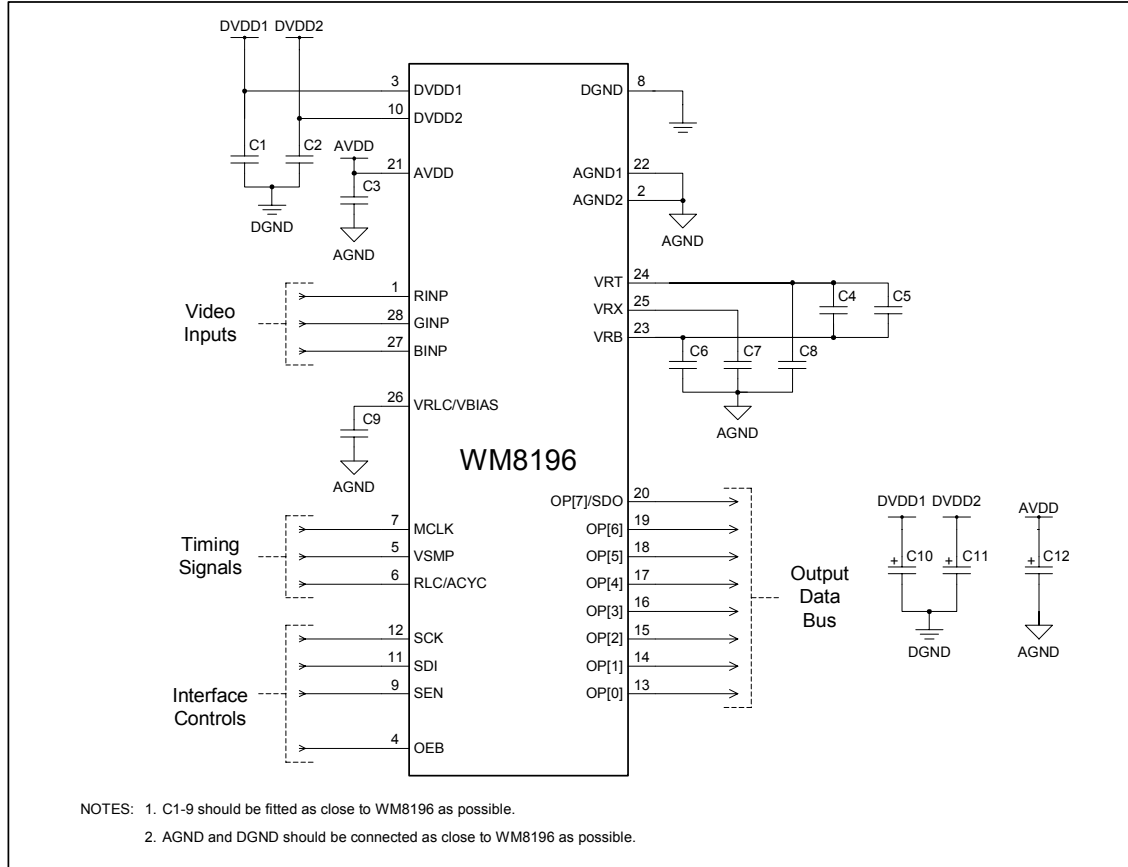 DVDD1 DVDD2
3 DVDD1
10 DVDD2
C1 C2
DGND
AVDD
21 AVDD
C3
AGND
8 DGND
22 AGND1
2 AGND2
AGND
Video
Inputs
1 RINP
28 GINP
27 BINP
VRT 24
VRX 25
VRB 23
C4 C5
C6 C7 C8
AGND
26 VRLC/VBIAS
C9
AGND
WM8196
Timing
Signals
7 MCLK
5 VSMP
6 RLC/ACYC
Interface
Controls
12 SCK
11 SDI
9 SEN
4 OEB
OP[7]/SDO 20
OP[6] 19
OP[5] 18
OP[4] 17
OP[3] 16
OP[2] 15
OP[1] 14
OP[0] 13
Output
Data
Bus
DVDD1 DVDD2
+ C10 + C11
DGND
AVDD
+ C12
AGND
NOTES: 1. C1-9 should be fitted as close to WM8196 as possible.
2. AGND and DGND should be connected as close to WM8196 as possible.